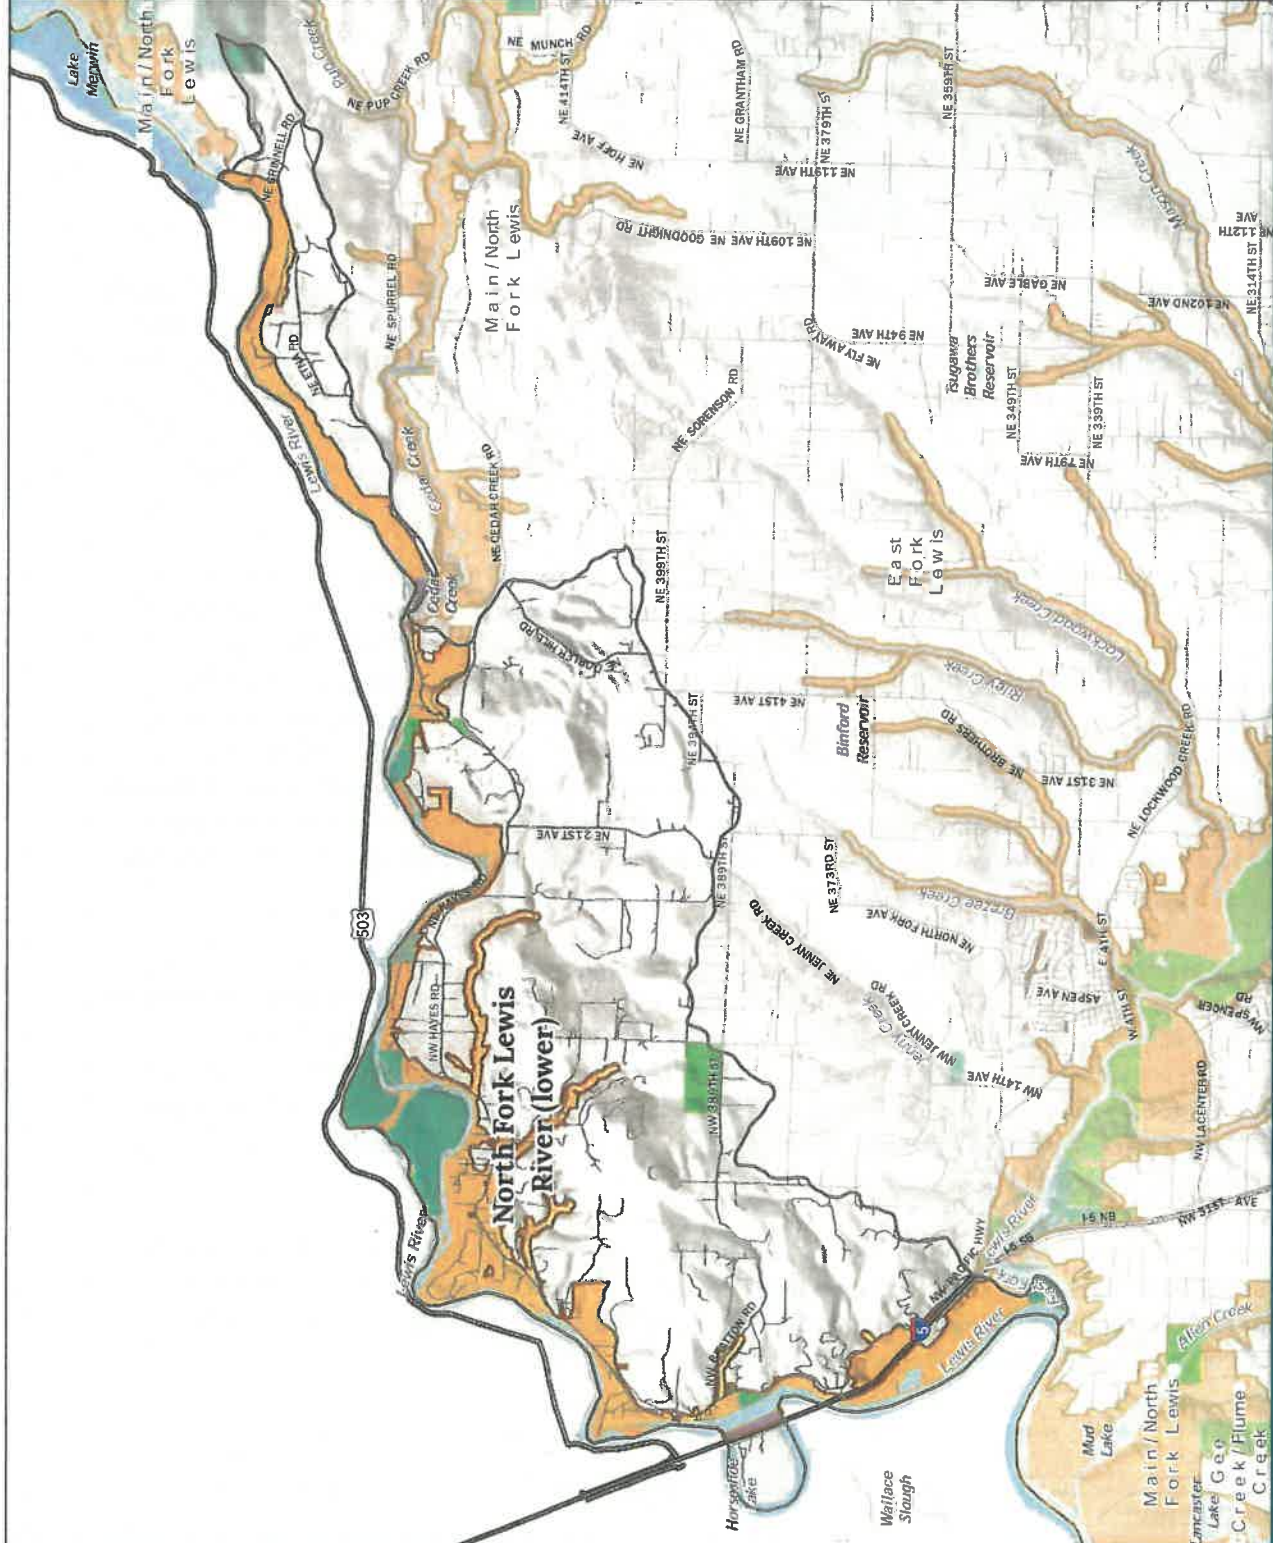 Lake
Merwin
Main/North
Fork
Lewis
Pup Creek
NE PUP CREEK RD
NE MUNCH RD
NE 414TH ST
NE HOFF AVE
NE GRANTHAM RD
NE 379TH ST
NE 119TH AVE
NE 359TH ST
Mason Creek
NE 112TH
AVE
NE GRINNELL RD
NE SPURREL RD
Main/North
Fork Lewis
NE GOODNIGHT RD
NE 109TH AVE
NE GABLE AVE
NE 102ND AVE
NE 314TH ST
NE ETNA RD
NE FLY AWAY RD
NE 94TH AVE
Tsugawa
Brothers
Reservoir
NE 349TH ST
NE 339TH ST
NE 79TH AVE
Lewis River
Cedar Creek
NE CEDAR CREEK RD
NE SORENSON RD
Cedar
Creek
NE 399TH ST
East
Fork
Lewis
Lockwood Creek
NE 41ST AVE
NE 394TH ST
Binford
Reservoir
Riley Creek
NE BROTHERS RD
NE 31ST AVE
NE LOCKWOOD CREEK RD
NE 21ST AVE
NE 389TH ST
NE 373RD ST
503
NE HAYES RD
NE JENNY CREEK RD
NE NORTH FORK AVE
Brezee Creek
E 4TH ST
NW HAYES RD
North Fork Lewis
River (lower)
Jenny Creek
NW JENNY CREEK RD
ASPEN AVE
W 4TH ST
NW SPENCER
RD
NW 389TH ST
NW 14TH AVE
NW LACENTER RD
Lewis River
NW PACIFIC HWY
I-5 NB
I-5 SB
NW 31ST AVE
East Fork Lewis River
NW BRATTON RD
5
Lewis River
Allen Creek
Horseshoe
Lake
Wallace
Slough
Mud
Lake
Main/North
Fork Lewis
Lancaster
Lake
Gee
Creek/Flume
Creek